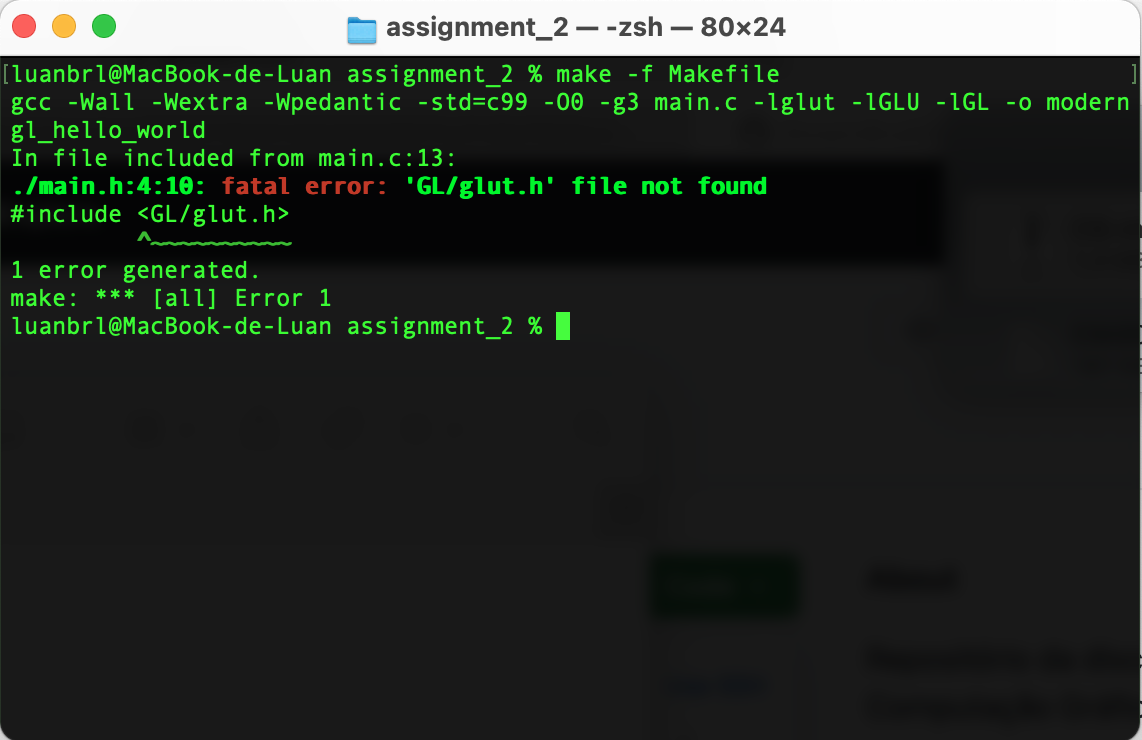 assignment_2 — -zsh — 80×24
[luanbrl@MacBook-de-Luan assignment_2 % make -f Makefile ]
gcc -Wall -Wextra -Wpedantic -std=c99 -O0 -g3 main.c -lglut -lGLU -lGL -o modern
gl_hello_world
In file included from main.c:13:
./main.h:4:10: fatal error: 'GL/glut.h' file not found
#include <GL/glut.h>
         ^~~~~~~~~~~
1 error generated.
make: *** [all] Error 1
luanbrl@MacBook-de-Luan assignment_2 %